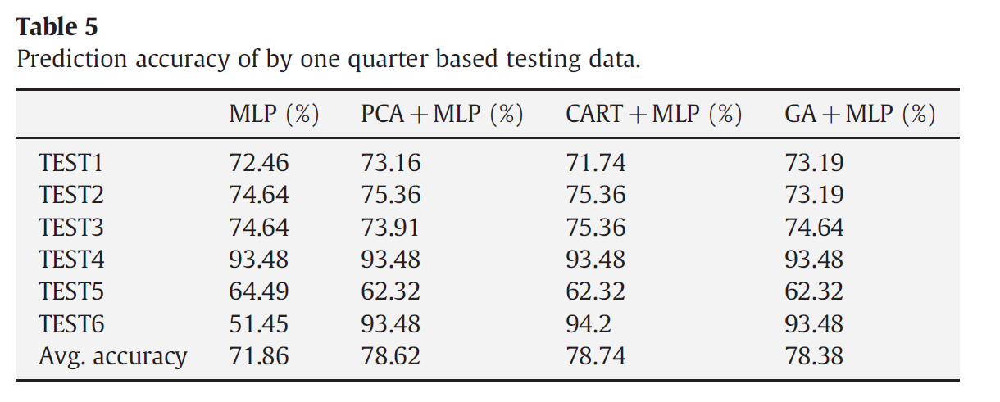 Table 5
Prediction accuracy of by one quarter based testing data.
MLP (%) PCA + MLP (%) CART + MLP (%) GA + MLP (%)
TEST1 72.46 73.16 71.74 73.19
TEST2 74.64 75.36 75.36 73.19
TEST3 74.64 73.91 75.36 74.64
TEST4 93.48 93.48 93.48 93.48
TEST5 64.49 62.32 62.32 62.32
TEST6 51.45 93.48 94.2 93.48
Avg. accuracy 71.86 78.62 78.74 78.38